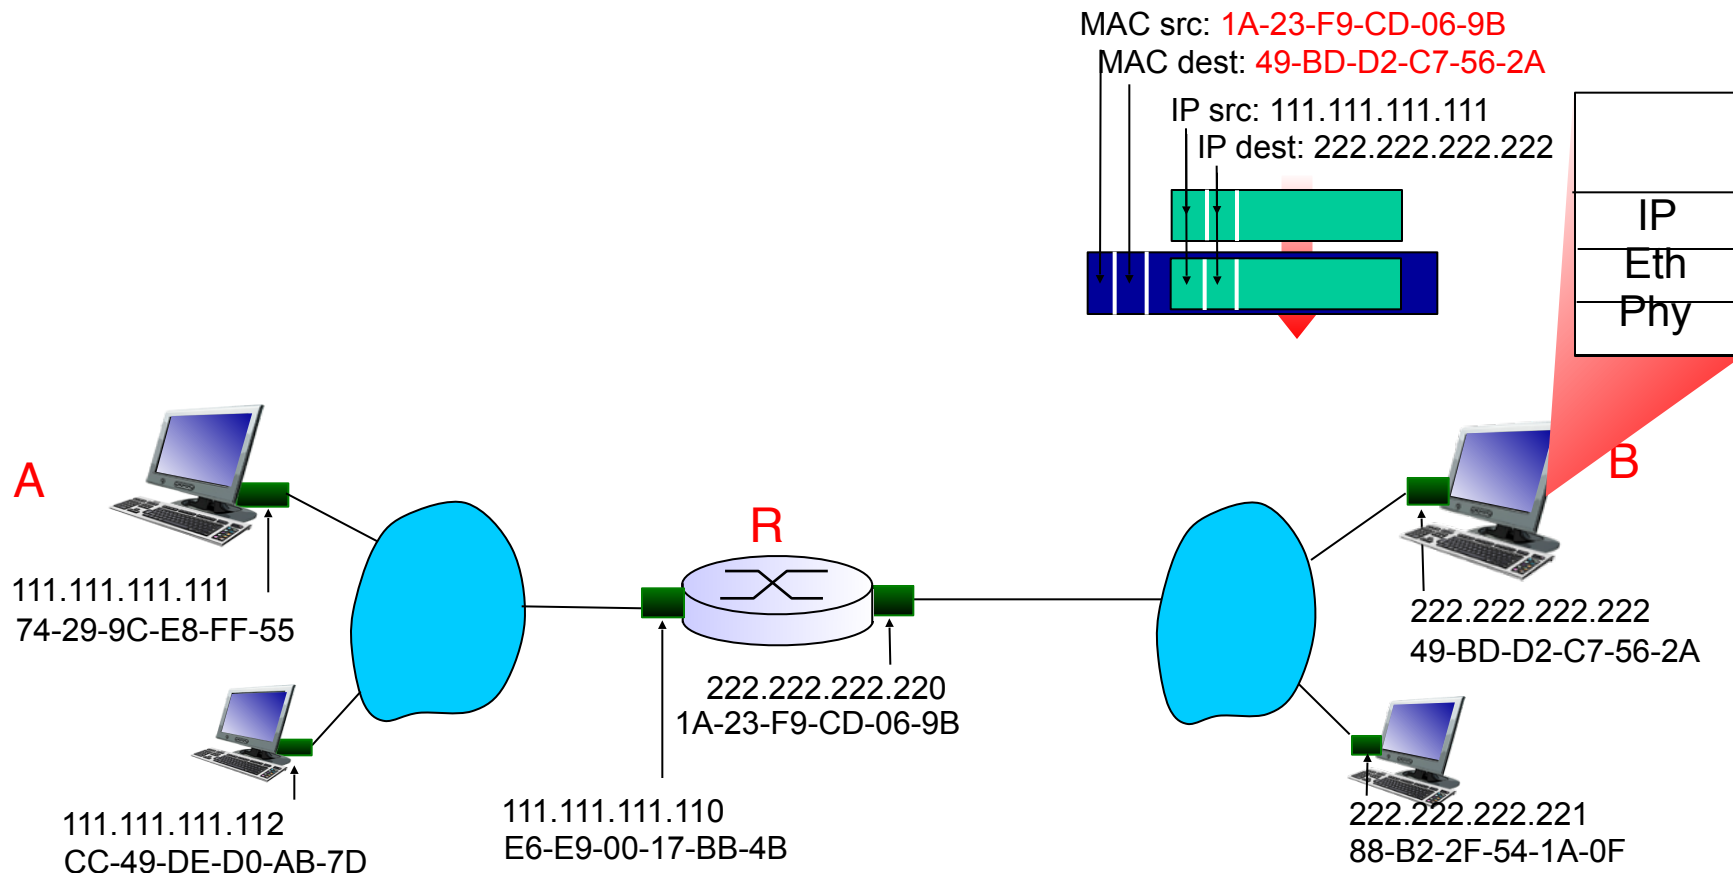 MAC src: 1A-23-F9-CD-06-9B
MAC dest: 49-BD-D2-C7-56-2A
IP src: 111.111.111.111
IP dest: 222.222.222.222
IP
Eth
Phy
A
B
R
111.111.111.111
74-29-9C-E8-FF-55
222.222.222.222
49-BD-D2-C7-56-2A
222.222.222.220
1A-23-F9-CD-06-9B
111.111.111.112
CC-49-DE-D0-AB-7D
111.111.111.110
E6-E9-00-17-BB-4B
222.222.222.221
88-B2-2F-54-1A-0F